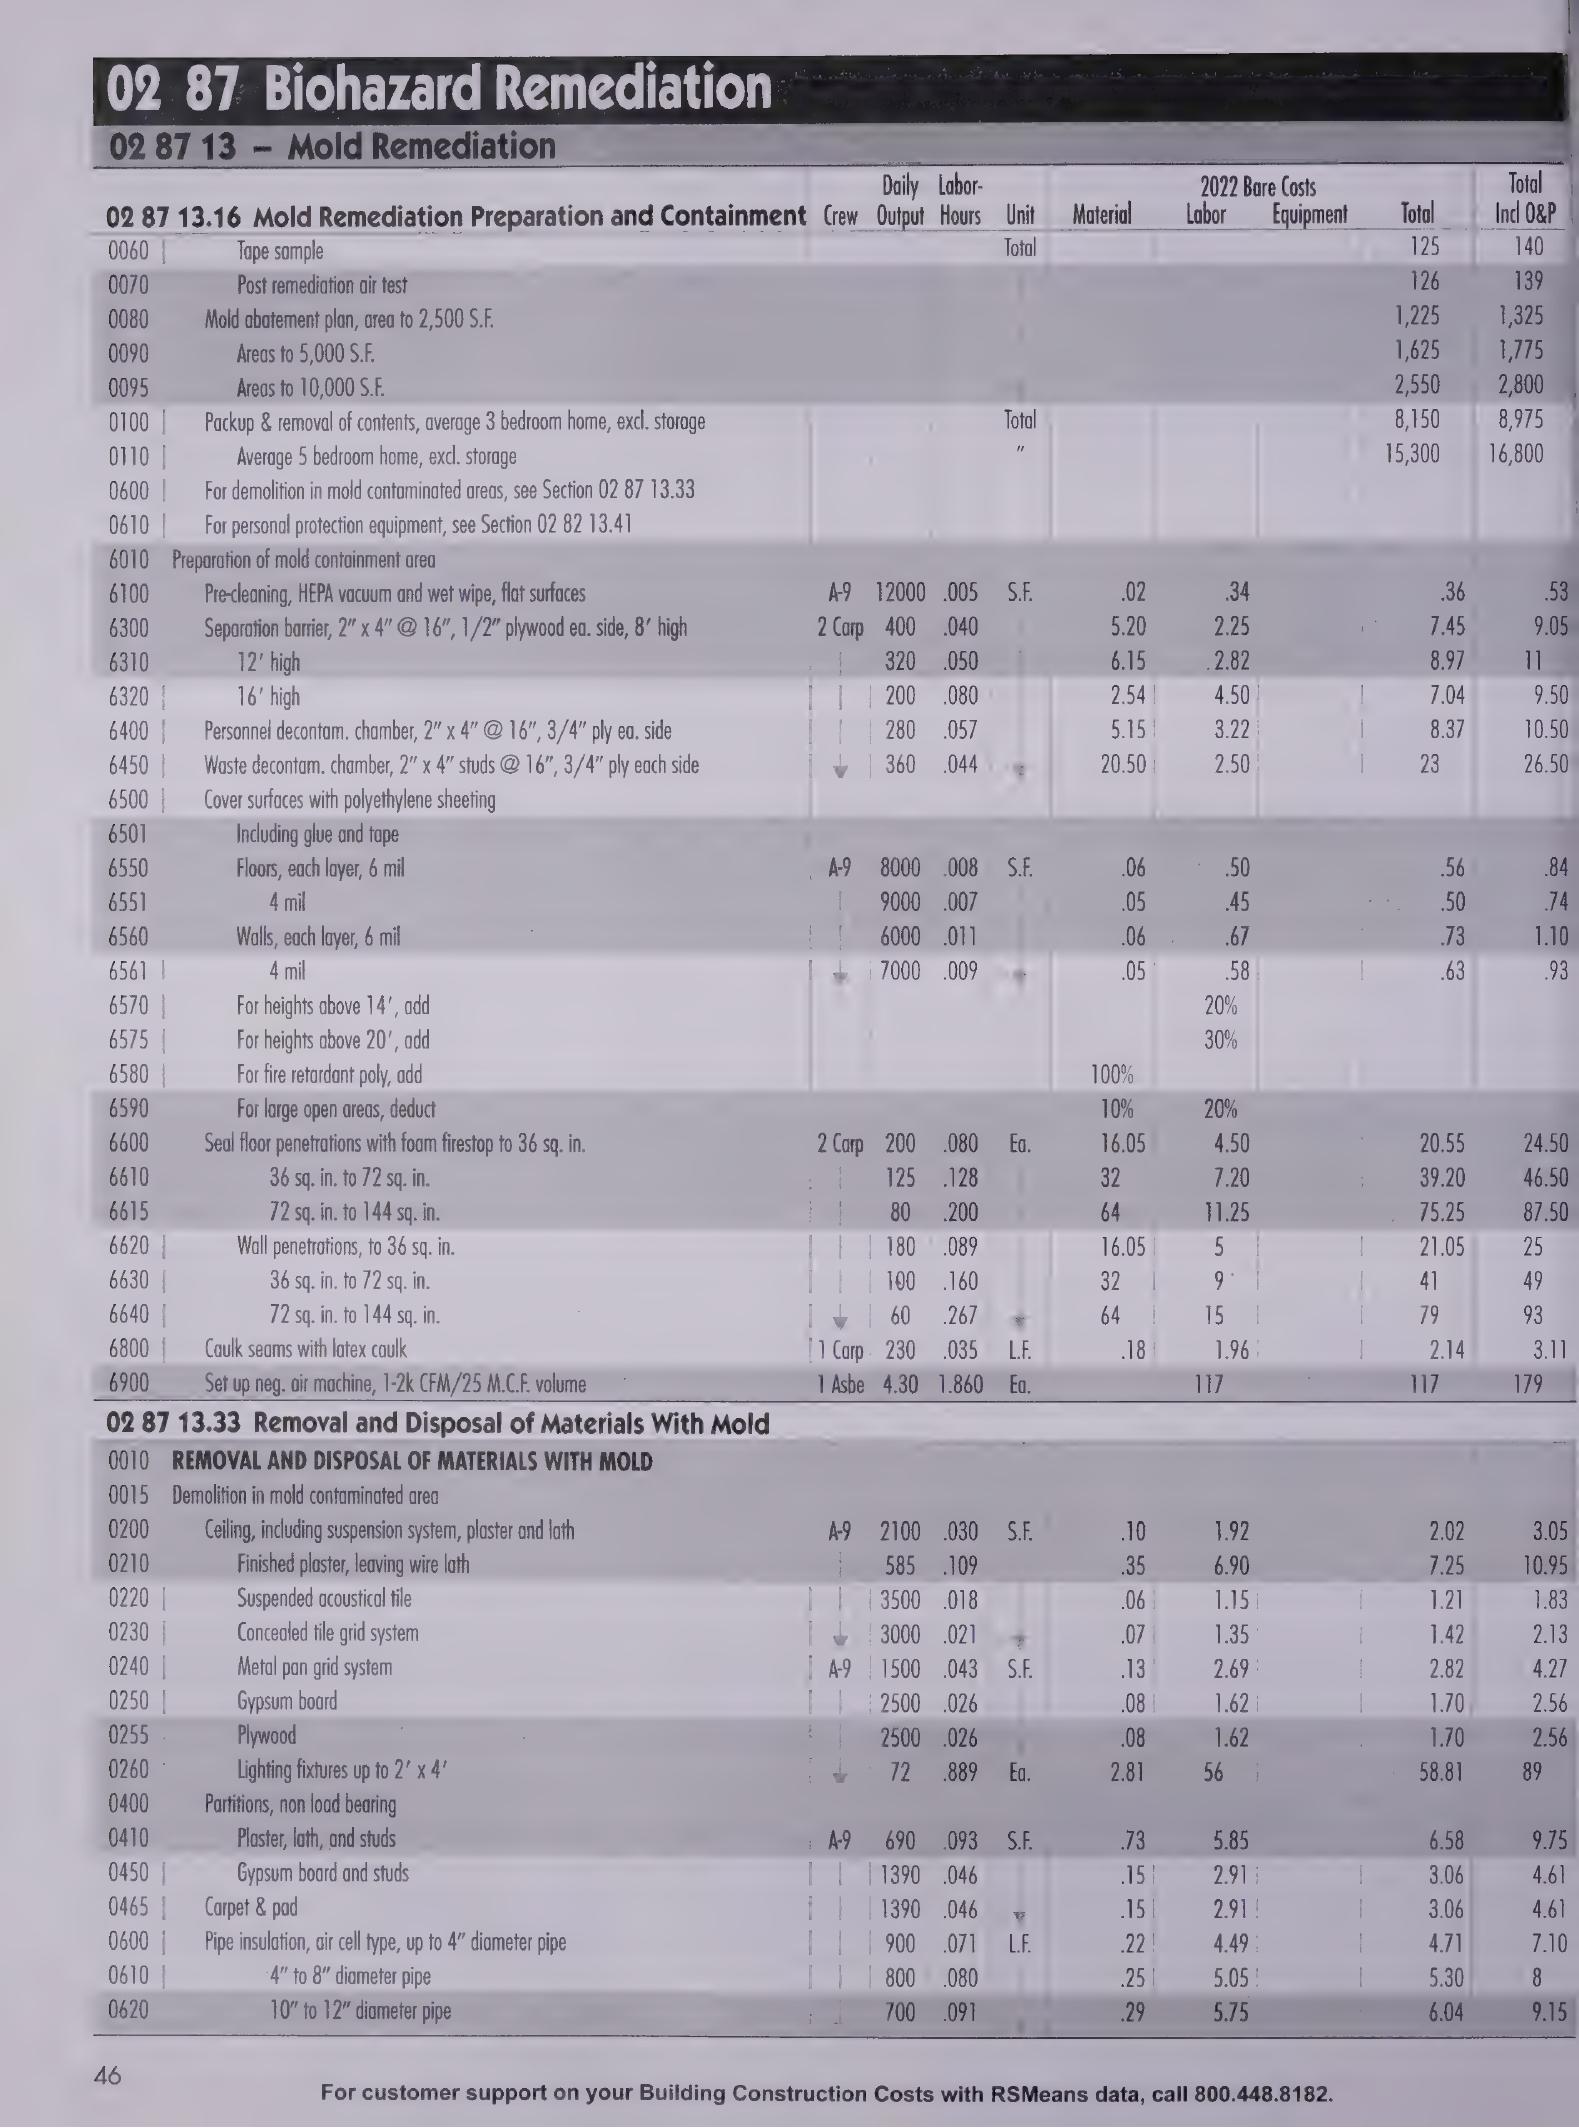 02 87 Biohazard Remediation
02 87 13 – Mold Remediation
Daily Labor- 2022 Bare Costs Total
02 87 13.16 Mold Remediation Preparation and Containment Crew Output Hours Unit Material Labor Equipment Total Incl O&P
0060 Tape sample Total 125 140
0070 Post remediation air test 126 139
0080 Mold abatement plan, area to 2,500 S.F. 1,225 1,325
0090 Areas to 5,000 S.F. 1,625 1,775
0095 Areas to 10,000 S.F. 2,550 2,800
0100 Packup & removal of contents, average 3 bedroom home, excl. storage Total 8,150 8,975
0110 Average 5 bedroom home, excl. storage " 15,300 16,800
0600 For demolition in mold contaminated areas, see Section 02 87 13.33
0610 For personal protection equipment, see Section 02 82 13.41
6010 Preparation of mold containment area
6100 Pre-cleaning, HEPA vacuum and wet wipe, flat surfaces A-9 12000 .005 S.F. .02 .34 .36 .53
6300 Separation barrier, 2" x 4" @ 16", 1/2" plywood ea. side, 8' high 2 Carp 400 .040 5.20 2.25 7.45 9.05
6310 12' high 320 .050 6.15 2.82 8.97 11
6320 16' high 200 .080 2.54 4.50 7.04 9.50
6400 Personnel decontam. chamber, 2" x 4" @ 16", 3/4" ply ea. side 280 .057 5.15 3.22 8.37 10.50
6450 Waste decontam. chamber, 2" x 4" studs @ 16", 3/4" ply each side 360 .044 20.50 2.50 23 26.50
6500 Cover surfaces with polyethylene sheeting
6501 Including glue and tape
6550 Floors, each layer, 6 mil A-9 8000 .008 S.F. .06 .50 .56 .84
6551 4 mil 9000 .007 .05 .45 .50 .74
6560 Walls, each layer, 6 mil 6000 .011 .06 .67 .73 1.10
6561 4 mil 7000 .009 .05 .58 .63 .93
6570 For heights above 14', add 20%
6575 For heights above 20', add 30%
6580 For fire retardant poly, add 100%
6590 For large open areas, deduct 10% 20%
6600 Seal floor penetrations with foam firestop to 36 sq. in. 2 Carp 200 .080 Ea. 16.05 4.50 20.55 24.50
6610 36 sq. in. to 72 sq. in. 125 .128 32 7.20 39.20 46.50
6615 72 sq. in. to 144 sq. in. 80 .200 64 11.25 75.25 87.50
6620 Wall penetrations, to 36 sq. in. 180 .089 16.05 5 21.05 25
6630 36 sq. in. to 72 sq. in. 100 .160 32 9 41 49
6640 72 sq. in. to 144 sq. in. 60 .267 64 15 79 93
6800 Caulk seams with latex caulk 1 Carp 230 .035 L.F. .18 1.96 2.14 3.11
6900 Set up neg. air machine, 1-2k CFM/25 M.C.F. volume 1 Asbe 4.30 1.860 Ea. 117 117 179
02 87 13.33 Removal and Disposal of Materials With Mold
0010 REMOVAL AND DISPOSAL OF MATERIALS WITH MOLD
0015 Demolition in mold contaminated area
0200 Ceiling, including suspension system, plaster and lath A-9 2100 .030 S.F. .10 1.92 2.02 3.05
0210 Finished plaster, leaving wire lath 585 .109 .35 6.90 7.25 10.95
0220 Suspended acoustical tile 3500 .018 .06 1.15 1.21 1.83
0230 Concealed tile grid system 3000 .021 .07 1.35 1.42 2.13
0240 Metal pan grid system A-9 1500 .043 S.F. .13 2.69 2.82 4.27
0250 Gypsum board 2500 .026 .08 1.62 1.70 2.56
0255 Plywood 2500 .026 .08 1.62 1.70 2.56
0260 Lighting fixtures up to 2' x 4' 72 .889 Ea. 2.81 56 58.81 89
0400 Partitions, non load bearing
0410 Plaster, lath, and studs A-9 690 .093 S.F. .73 5.85 6.58 9.75
0450 Gypsum board and studs 1390 .046 .15 2.91 3.06 4.61
0465 Carpet & pad 1390 .046 .15 2.91 3.06 4.61
0600 Pipe insulation, air cell type, up to 4" diameter pipe 900 .071 L.F. .22 4.49 4.71 7.10
0610 4" to 8" diameter pipe 800 .080 .25 5.05 5.30 8
0620 10" to 12" diameter pipe 700 .091 .29 5.75 6.04 9.15
46
For customer support on your Building Construction Costs with RSMeans data, call 800.448.8182.